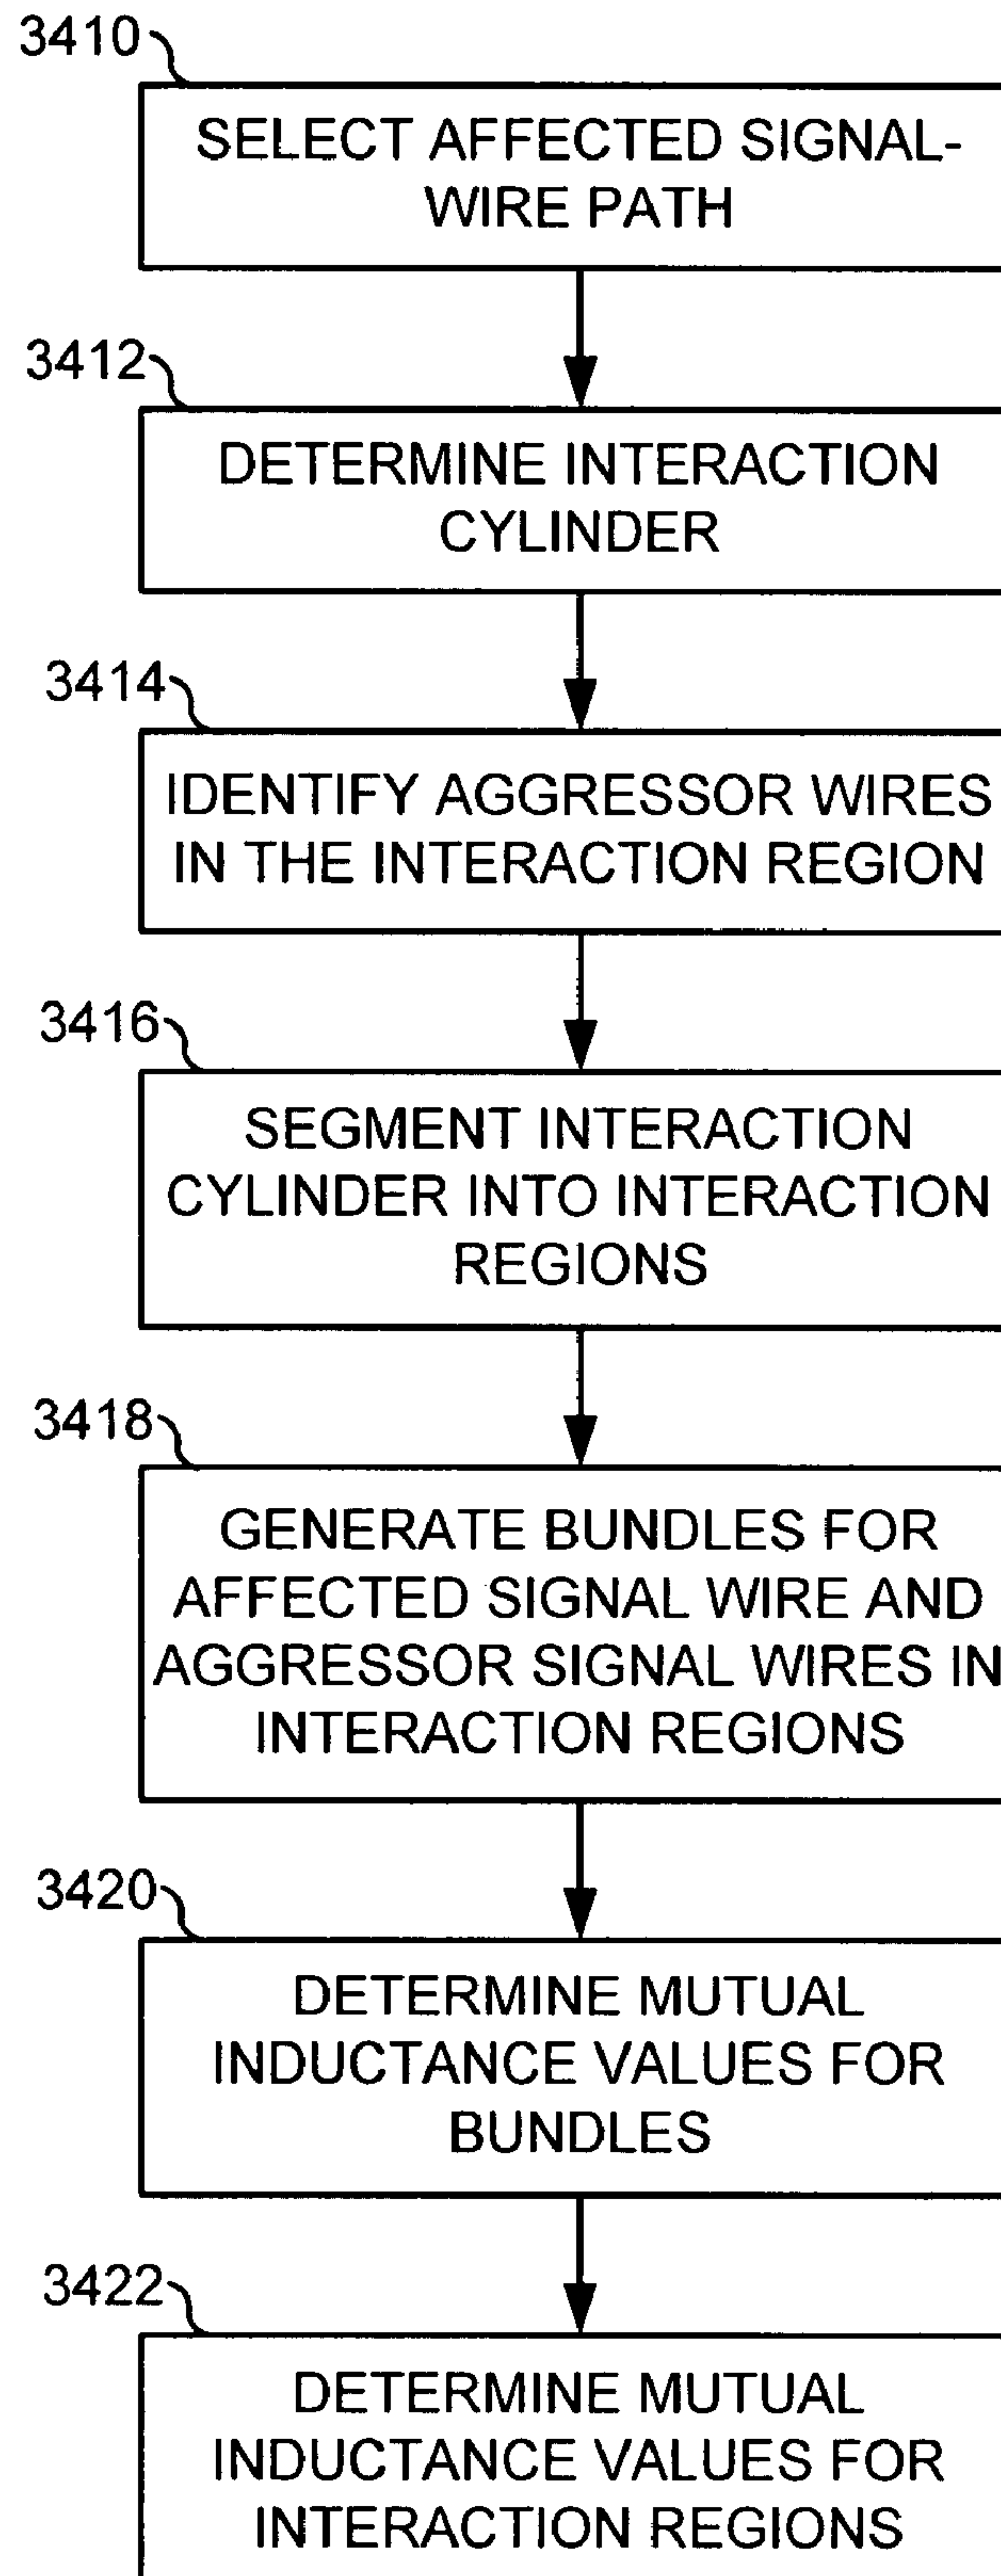 3410
SELECT AFFECTED SIGNAL-
WIRE PATH
3412
DETERMINE INTERACTION
CYLINDER
3414
IDENTIFY AGGRESSOR WIRES
IN THE INTERACTION REGION
3416
SEGMENT INTERACTION
CYLINDER INTO INTERACTION
REGIONS
3418
GENERATE BUNDLES FOR
AFFECTED SIGNAL WIRE AND
AGGRESSOR SIGNAL WIRES IN
INTERACTION REGIONS
3420
DETERMINE MUTUAL
INDUCTANCE VALUES FOR
BUNDLES
3422
DETERMINE MUTUAL
INDUCTANCE VALUES FOR
INTERACTION REGIONS